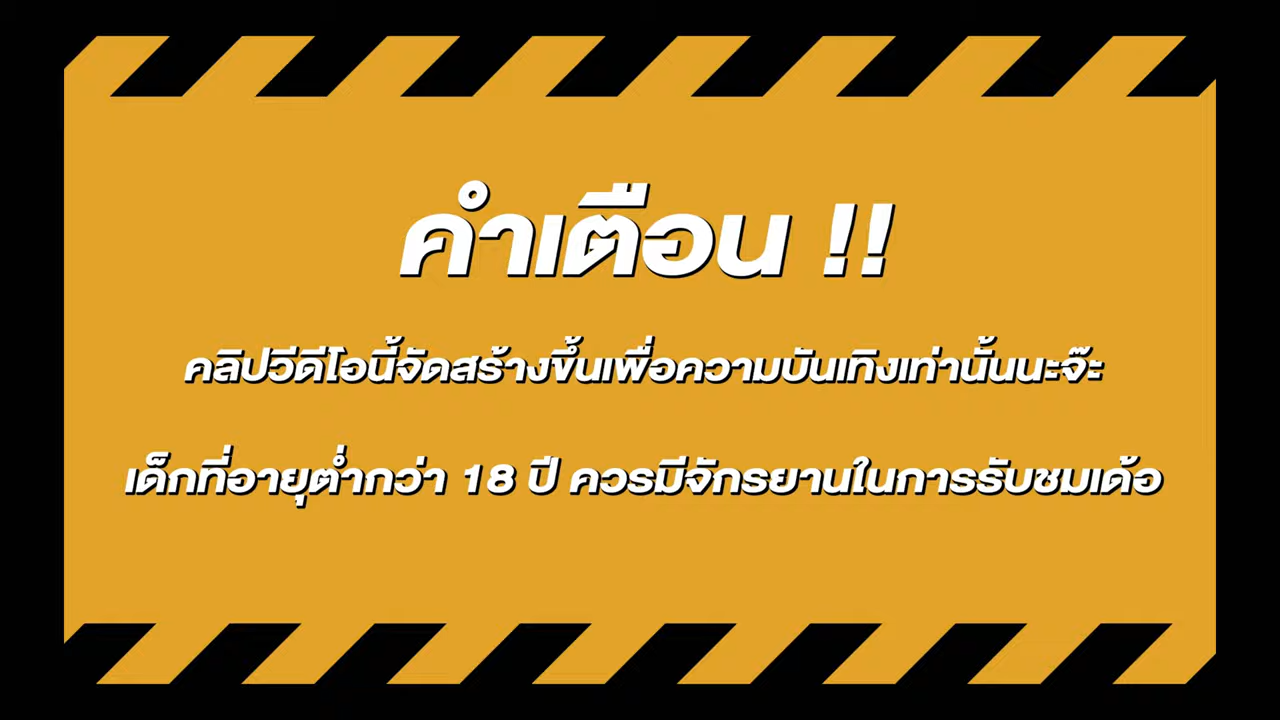 คำเตือน !!
คลิปวีดีโอนี้จัดสร้างขึ้นเพื่อความบันเทิงเท่านั้นนะจ๊ะ
เด็กที่อายุต่ำกว่า 18 ปี ควรมีจักรยานในการรับชมเด้อ